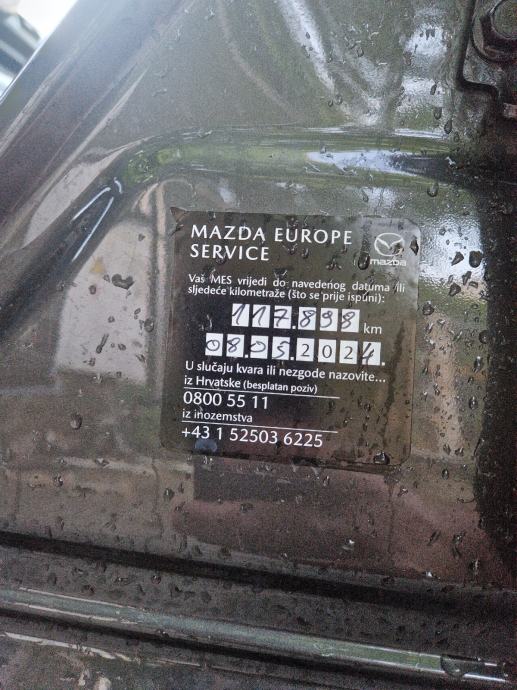 MAZDA EUROPE
SERVICE
mazda
Vaš MES vrijedi do navedenog datuma ili
sljedeće kilometraže (što se prije ispuni):
117.898 km
08.05.2024.
U slučaju kvara ili nezgode nazovite...
iz Hrvatske (besplatan poziv)
0800 55 11
iz inozemstva
+43 1 52503 6225